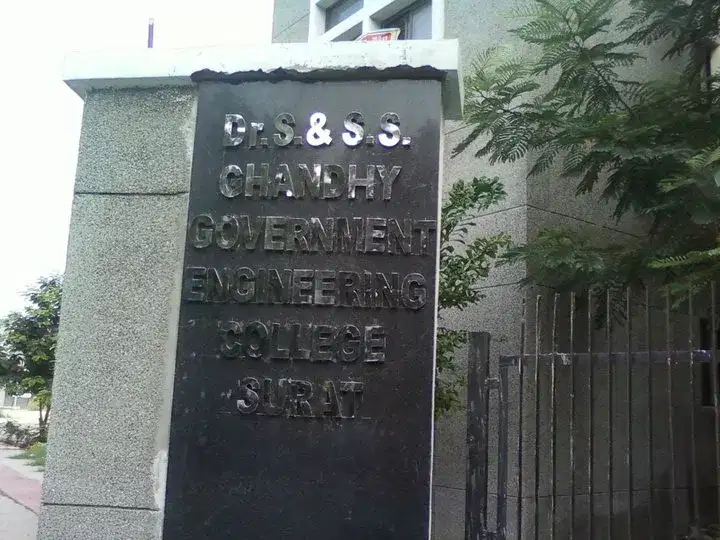 Dr.S.& S.S.
GHANDHY
GOVERNMENT
ENGINEERING
COLLEGE
SURAT